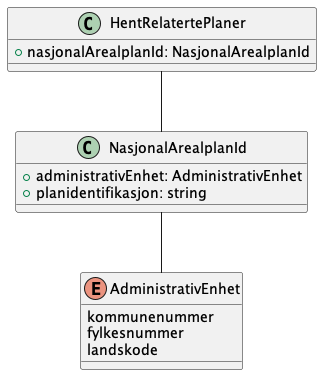 C HentRelatertePlaner
nasjonalArealplanId: NasjonalArealplanId
C NasjonalArealplanId
administrativEnhet: AdministrativEnhet
planidentifikasjon: string
E AdministrativEnhet
kommunenummer
fylkesnummer
landskode